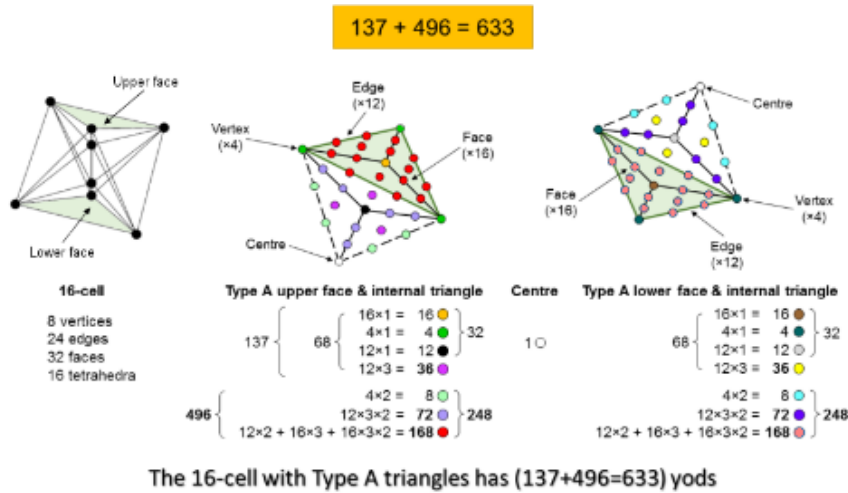 137 + 496 = 633
Upper face
Lower face
Edge
(×12)
Vertex
(×4)
Face
(×16)
Centre
Centre
Face
(×16)
Vertex
(×4)
Edge
(×12)
16-cell
8 vertices
24 edges
32 faces
16 tetrahedra
Type A upper face & internal triangle
137
68
16×1 = 16
4×1 = 4
12×1 = 12
12×3 = 36
32
496
4×2 = 8
12×3×2 = 72
12×2 + 16×3 + 16×3×2 = 168
248
Centre
1
Type A lower face & internal triangle
68
16×1 = 16
4×1 = 4
12×1 = 12
12×3 = 36
32
4×2 = 8
12×3×2 = 72
12×2 + 16×3 + 16×3×2 = 168
248
The 16-cell with Type A triangles has (137+496=633) yods